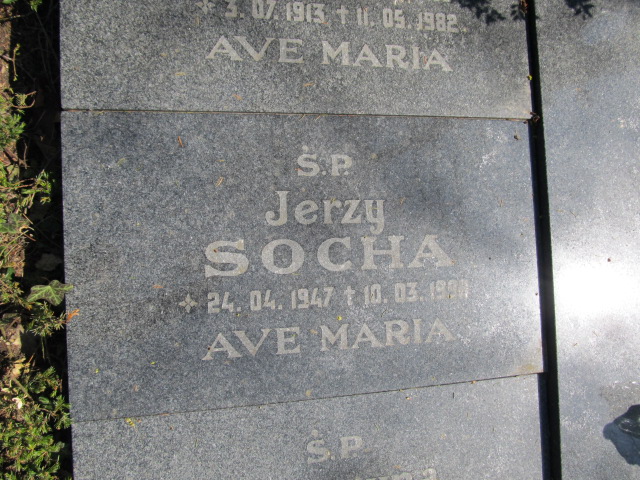 + 3.07.1913 † 11.05.1982.
AVE MARIA
Ś.P.
Jerzy
SOCHA
+ 24. 04. 1947 † 10. 03.
AVE MARIA
Ś.P.